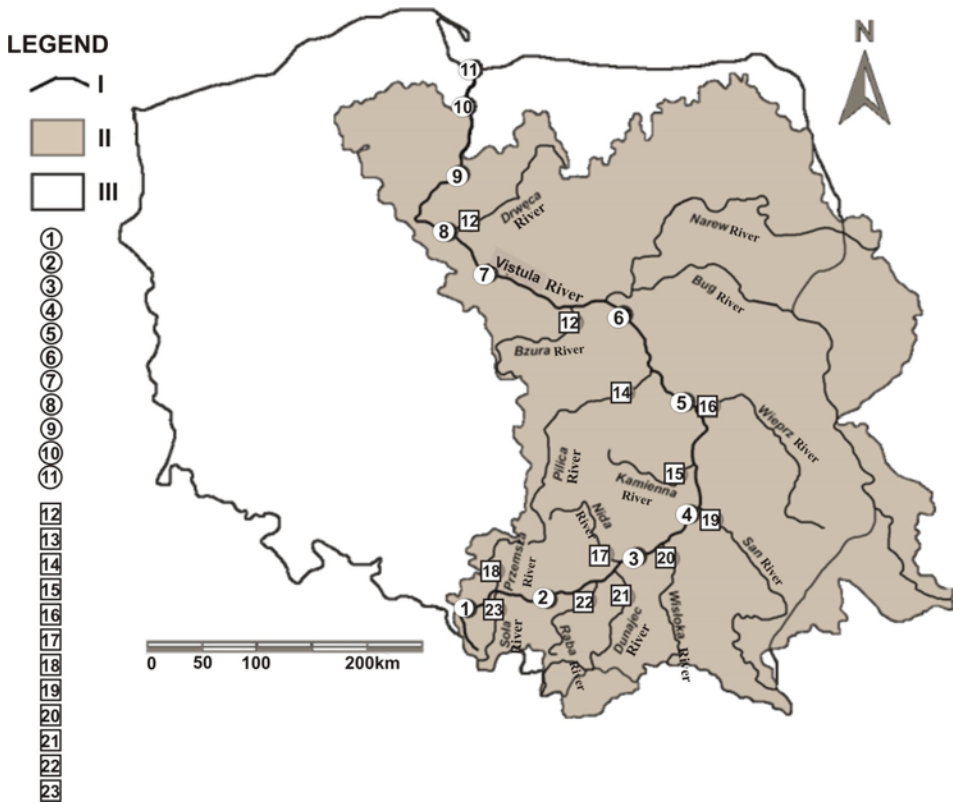 LEGEND
I
II
III
1
2
3
4
5
6
7
8
9
10
11
12
13
14
15
16
17
18
19
20
21
22
23
N
11
10
9
Drwęca River
12
8
Narew River
7
Vistula River
Bug River
6
12
Bzura River
14
5
16
Wieprz River
Pilica River
15
Kamienna River
4
19
Nida River
San River
17
3
20
Przemsza River
18
21
22
2
1
23
Soła River
Raba River
Dunajec River
Wisłoka River
0 50 100 200km